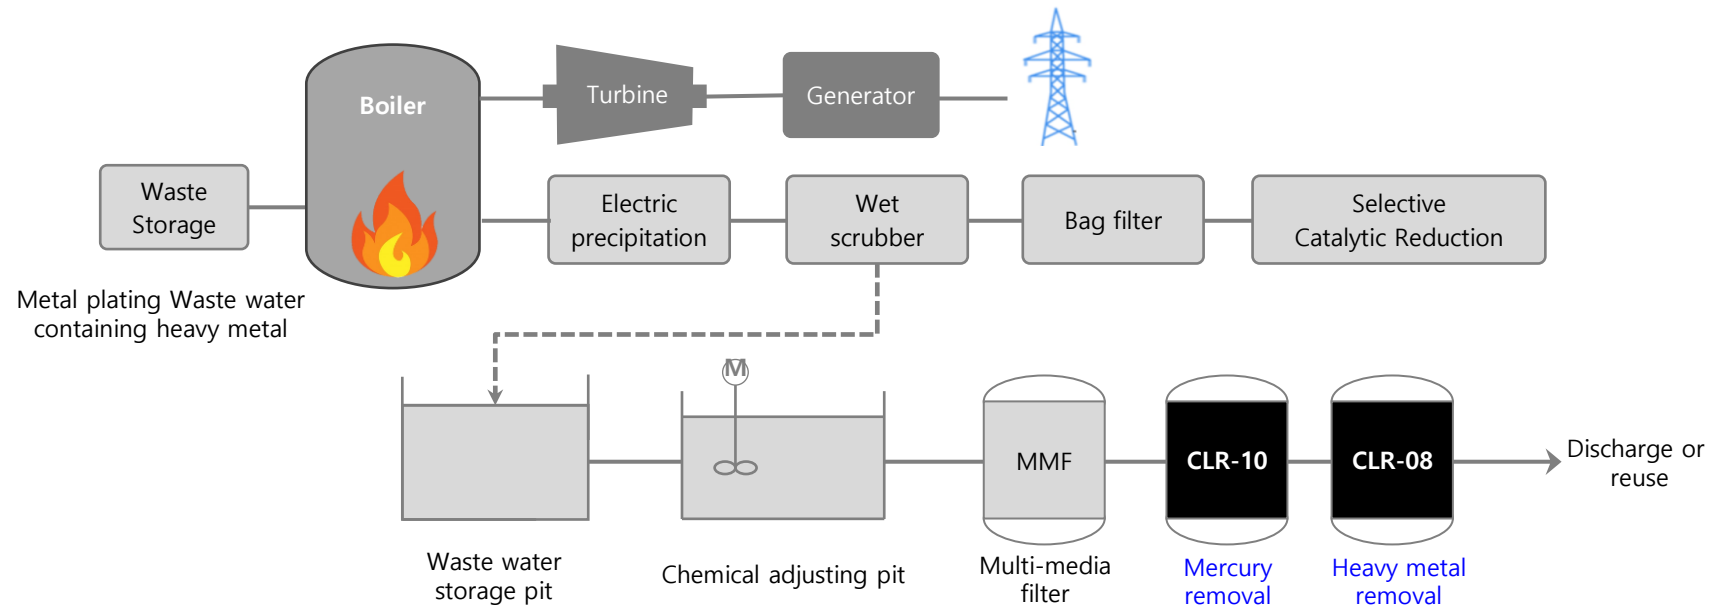 Boiler
Turbine
Generator
Waste
Storage
Electric
precipitation
Wet
scrubber
Bag filter
Selective
Catalytic Reduction
Metal plating Waste water
containing heavy metal
M
MMF
CLR-10
CLR-08
Discharge or
reuse
Waste water
storage pit
Chemical adjusting pit
Multi-media
filter
Mercury
removal
Heavy metal
removal